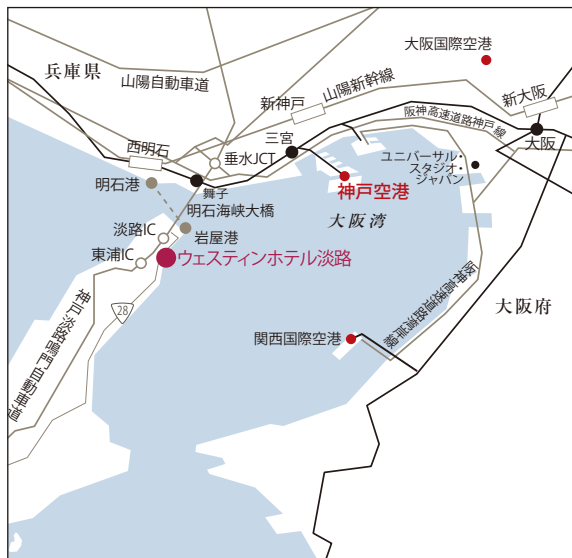 大阪国際空港
兵庫県
山陽自動車道
山陽新幹線
新大阪
新神戸
阪神高速道路神戸線
三宮
大阪
西明石
垂水JCT
ユニバーサル・
スタジオ・
ジャパン
明石港
舞子
神戸空港
明石海峡大橋
大阪湾
淡路IC
岩屋港
東浦IC
ウェスティンホテル淡路
阪神高速道路湾岸線
大阪府
28
神戸淡路鳴門自動車道
関西国際空港